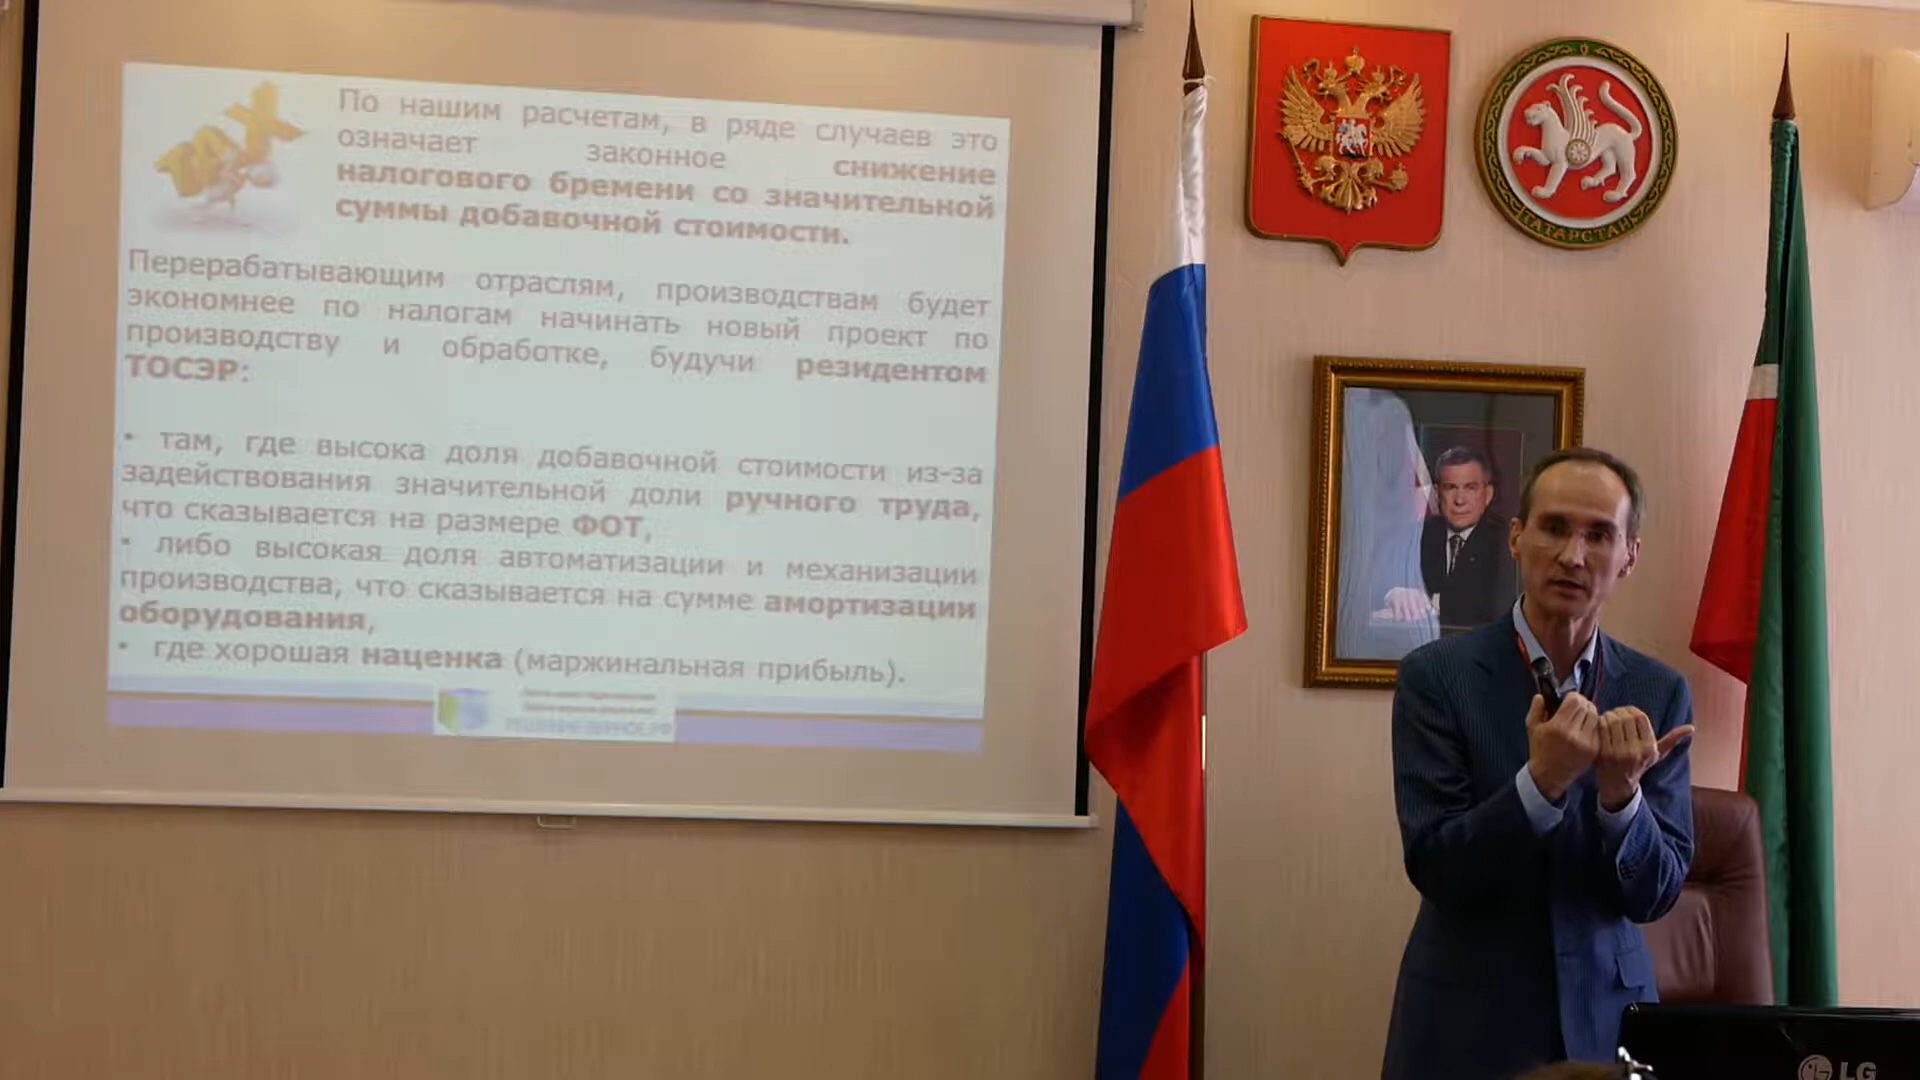 TAX
По нашим расчетам, в ряде случаев это
означает законное снижение
налогового бремени со значительной
суммы добавочной стоимости.
Перерабатывающим отраслям, производствам будет
экономнее по налогам начинать новый проект по
производству и обработке, будучи резидентом
ТОСЭР:
• там, где высока доля добавочной стоимости из-за
задействования значительной доли ручного труда,
что сказывается на размере ФОТ,
• либо высокая доля автоматизации и механизации
производства, что сказывается на сумме амортизации
оборудования,
• где хорошая наценка (маржинальная прибыль).
ТАТАРСТАН
LG